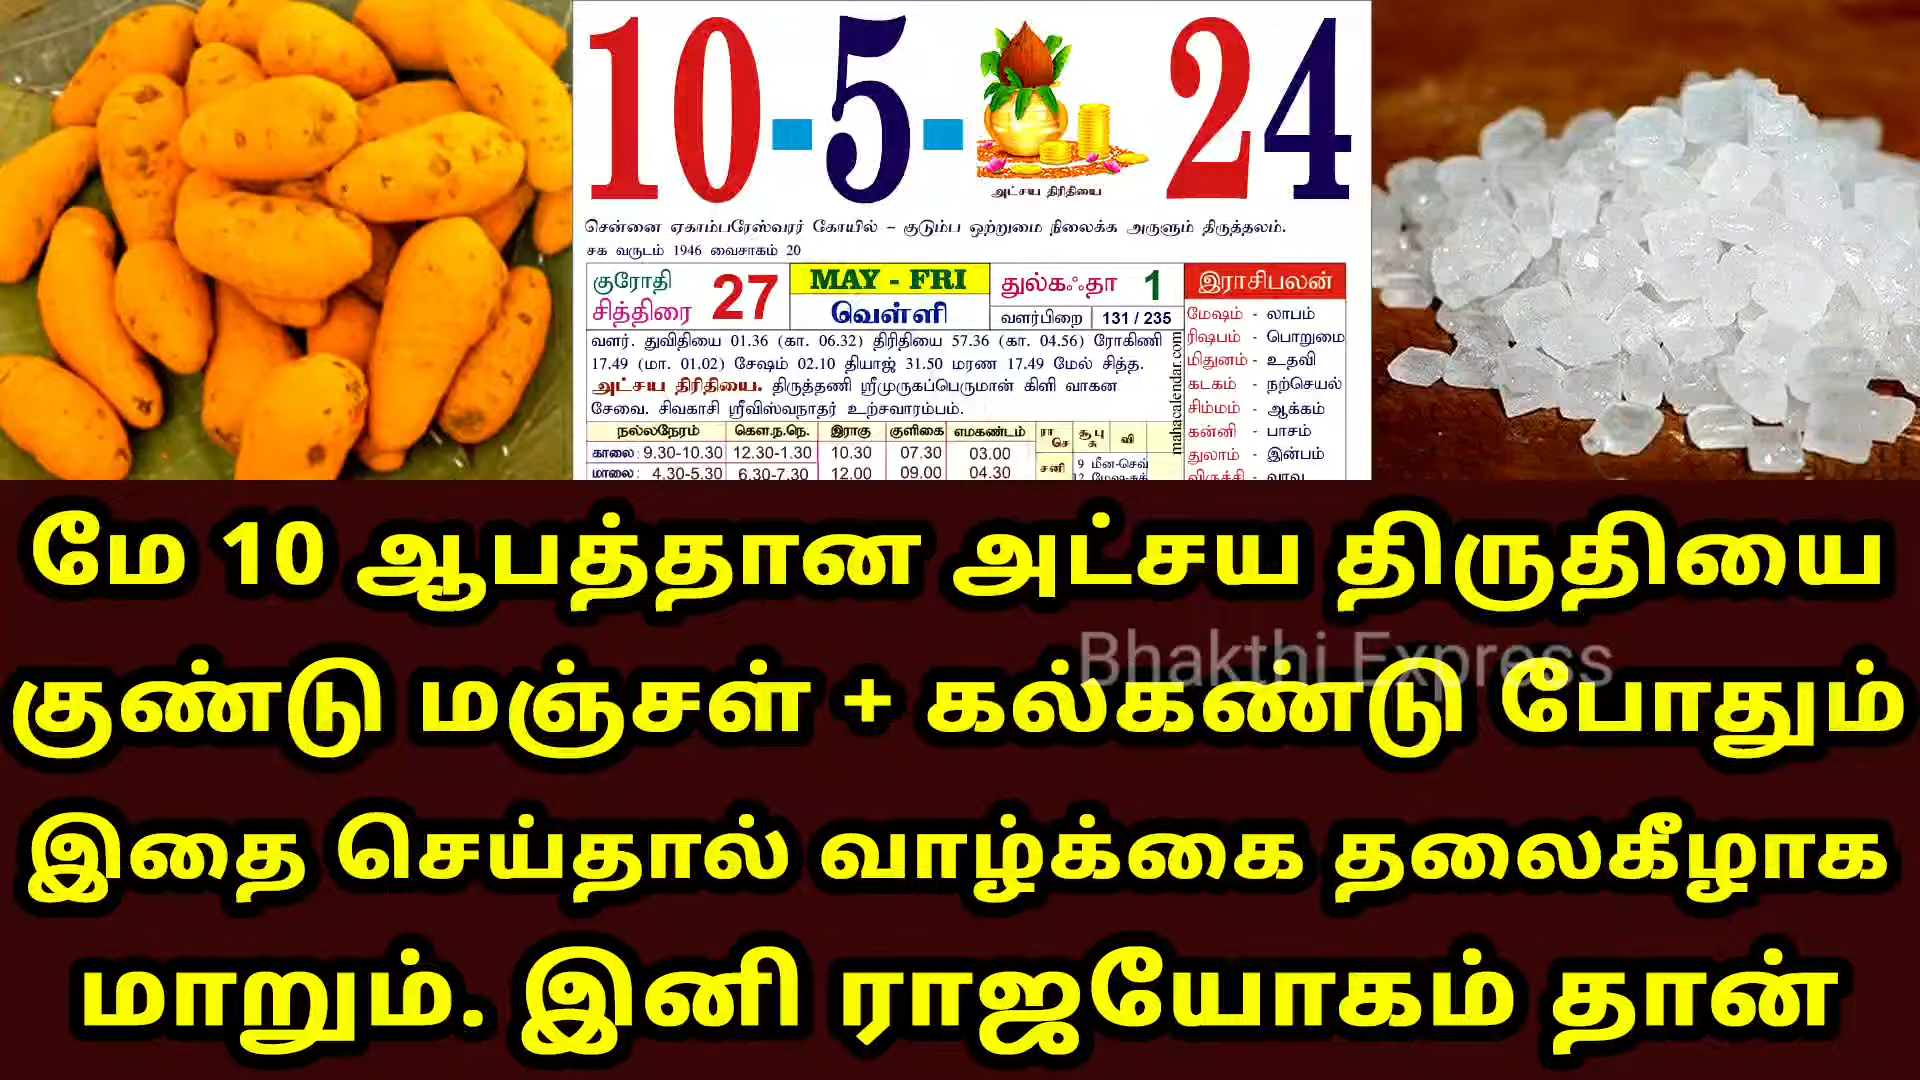 10-5- 24
அட்சய திரிதியை
சென்னை ஏகாம்பரேஸ்வரர் கோயில் – குடும்ப ஒற்றுமை நிலைக்க அருளும் திருத்தலம்.
சக வருடம் 1946 வைசாகம் 20
குரோதி
சித்திரை 27
MAY - FRI
வெள்ளி
துல்கஃதா 1
வளர்பிறை 131 / 235
வளர். துவிதியை 01.36 (கா. 06.32) திரிதியை 57.36 (கா. 04.56) ரோகிணி
17.49 (மா. 01.02) சேஷம் 02.10 தியாஜ் 31.50 மரண 17.49 மேல் சித்த.
அட்சய திரிதியை. திருத்தணி ஸ்ரீமுருகப்பெருமான் கிளி வாகன
சேவை. சிவகாசி ஸ்ரீவிஸ்வநாதர் உற்சவாரம்பம்.
நல்லநேரம் கௌ.ந.நெ. இராகு குளிகை எமகண்டம்
காலை: 9.30-10.30 12.30-1.30 10.30 07.30 03.00
மாலை: 4.30-5.30 6.30-7.30 12.00 09.00 04.30
ரா செ சூ பு சு வி
சனி 9 மீன-செவ்
mahacalendar.com
இராசிபலன்
மேஷம் - லாபம்
ரிஷபம் - பொறுமை
மிதுனம் - உதவி
கடகம் - நற்செயல்
சிம்மம் - ஆக்கம்
கன்னி - பாசம்
துலாம் - இன்பம்
மே 10 ஆபத்தான அட்சய திருதியை
Bhakthi Express
குண்டு மஞ்சள் + கல்கண்டு போதும்
இதை செய்தால் வாழ்க்கை தலைகீழாக
மாறும். இனி ராஜயோகம் தான்